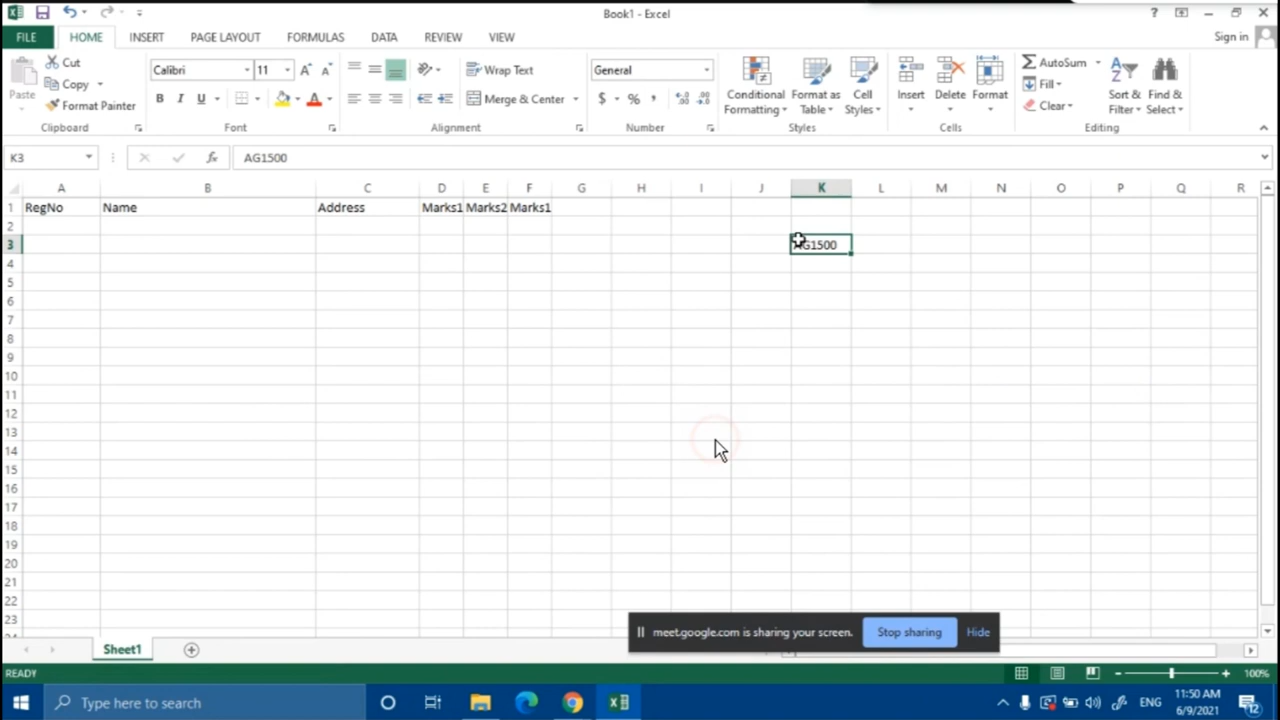 Book1 - Excel
?
FILE HOME INSERT PAGE LAYOUT FORMULAS DATA REVIEW VIEW Sign in
Paste Cut Copy Format Painter Clipboard
Calibri 11 B I U A Font
Wrap Text Merge & Center Alignment
General $ % , Number
Conditional Formatting Format as Table Cell Styles Styles
Insert Delete Format Cells
AutoSum Fill Clear Sort & Filter Find & Select Editing
K3 fx AG1500
A B C D E F G H I J K L M N O P Q R
1 RegNo Name Address Marks1 Marks2 Marks1
2
3 AG1500
4
5
6
7
8
9
10
11
12
13
14
15
16
17
18
19
20
21
22
23
meet.google.com is sharing your screen. Stop sharing Hide
Sheet1
READY 100%
Type here to search ENG 11:50 AM
6/9/2021 12